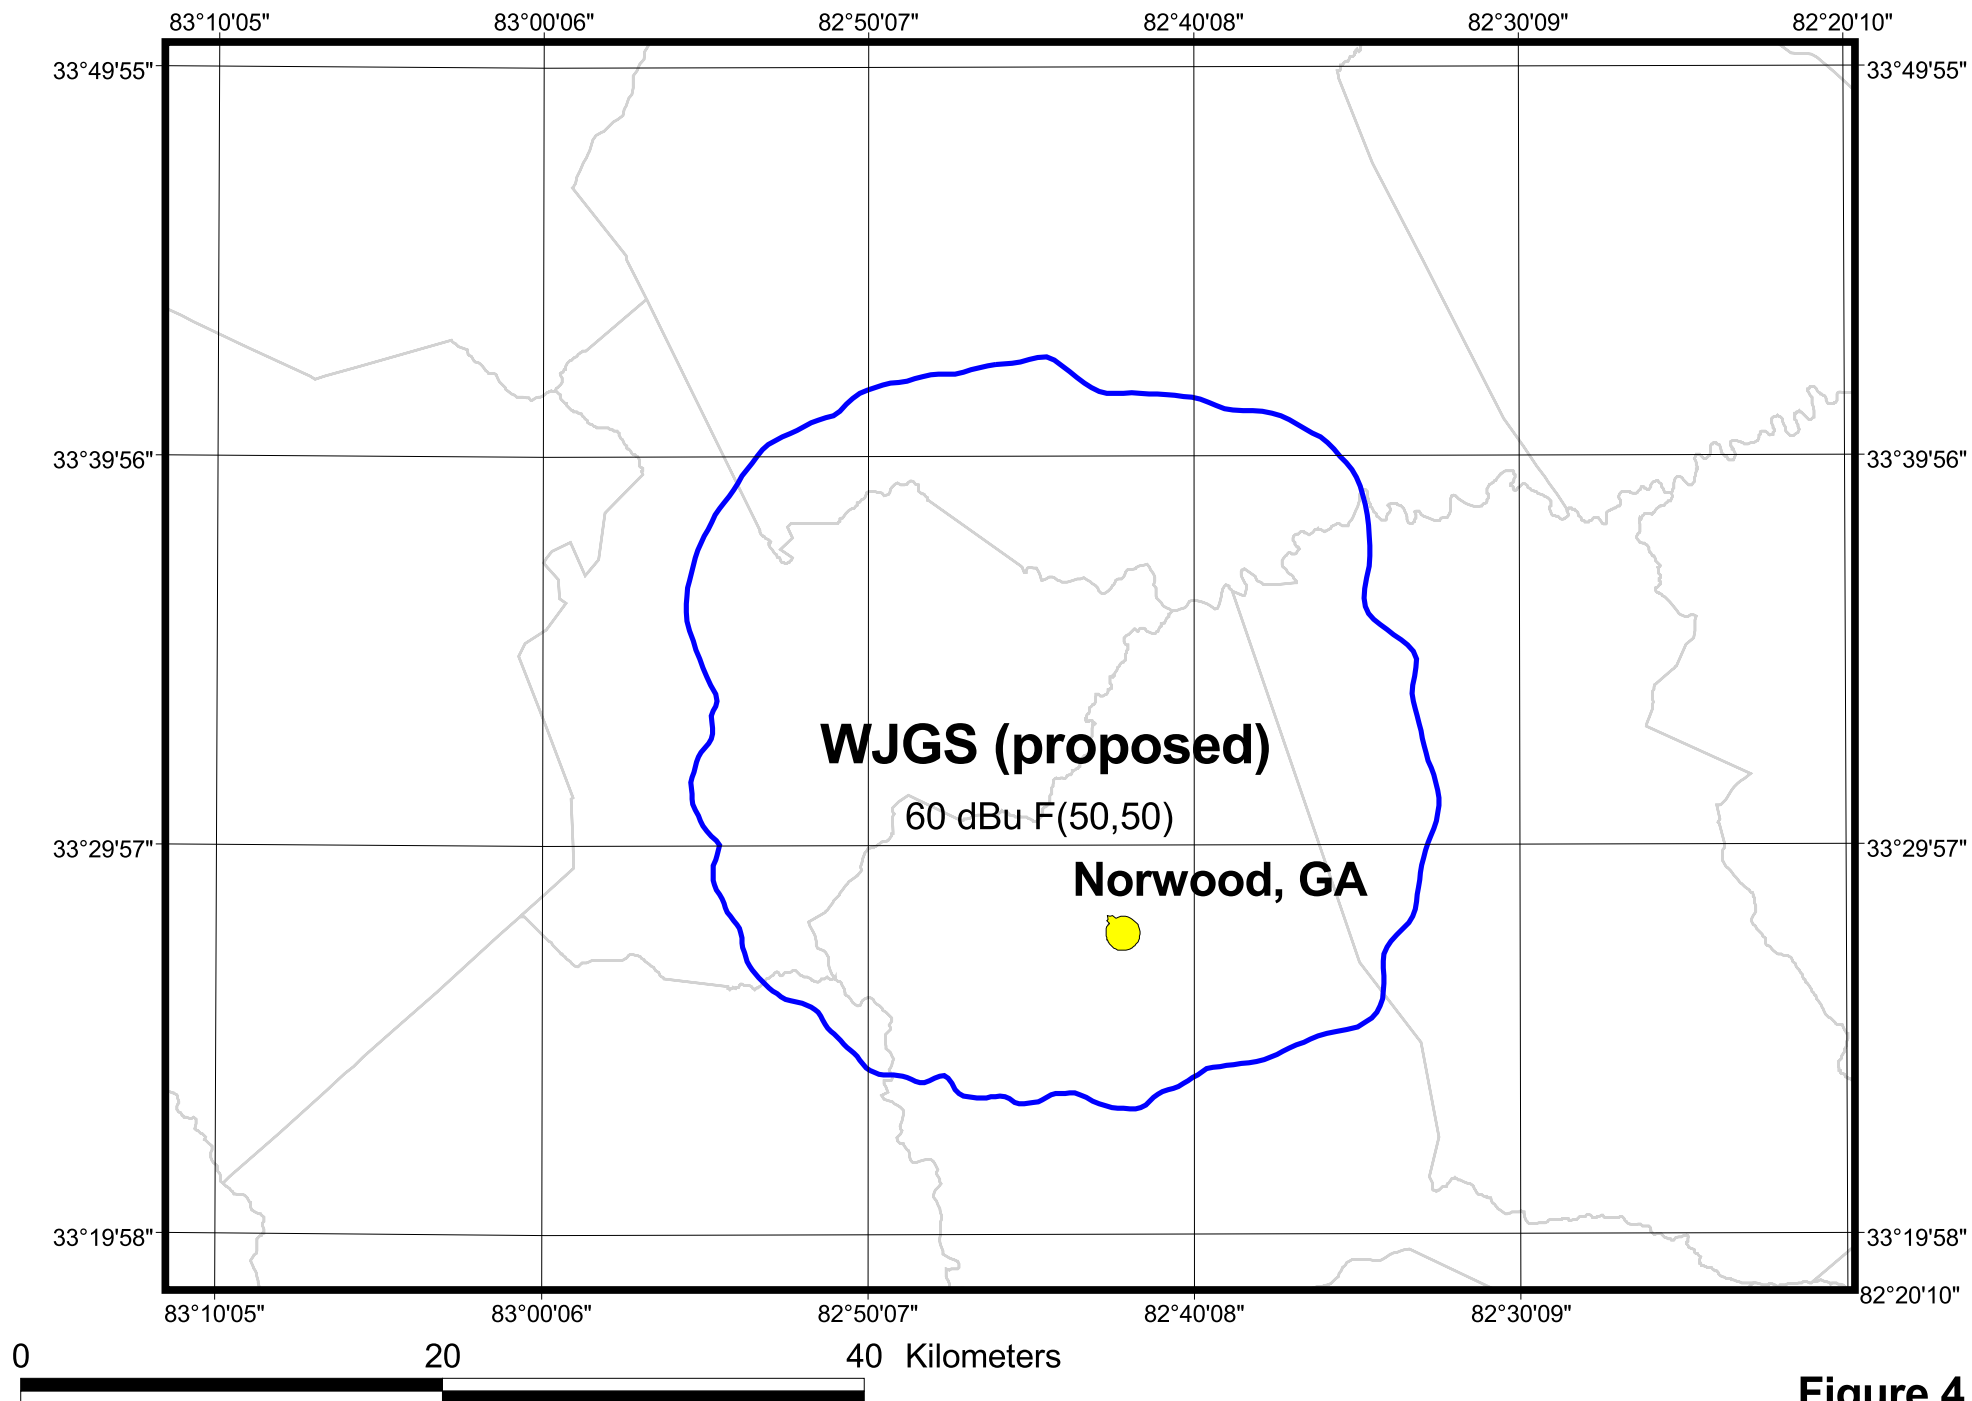 83°10'05" 83°00'06" 82°50'07" 82°40'08" 82°30'09" 82°20'10"
33°49'55" 33°49'55"
33°39'56" 33°39'56"
WJGS (proposed)
60 dBu F(50,50)
33°29'57" 33°29'57"
Norwood, GA
33°19'58" 33°19'58"
82°20'10"
83°10'05" 83°00'06" 82°50'07" 82°40'08" 82°30'09"
0 20 40 Kilometers
Figure 4